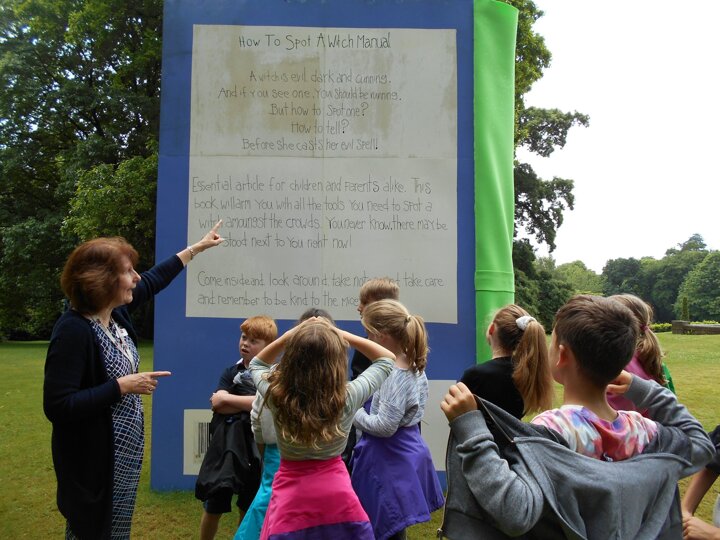 How To Spot A Witch Manual
A witch is evil dark and cunning.
And if you see one, you should be running.
But how to spot one?
How to tell?
Before she casts her evil spell!
Essential article for children and parents alike. This
book will arm you with all the tools you need to spot a
witch amongst the crowds. You never know, there may be
stood next to you right now!
Come inside and look around, take note and take care
and remember to be kind to the mice